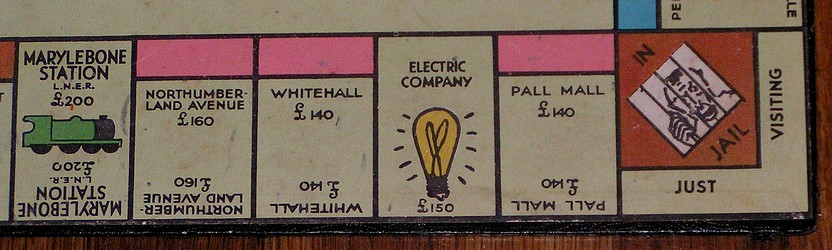 MARYLEBONE
STATION
L.N.E.R.
£200
£200
L.N.E.R.
STATION
MARYLEBONE
NORTHUMBER-
LAND AVENUE
£160
£160
LAND AVENUE
NORTHUMBER-
WHITEHALL
£140
£140
WHITEHALL
ELECTRIC
COMPANY
£150
PALL MALL
£140
£140
PALL MALL
IN
JAIL
JUST
VISITING